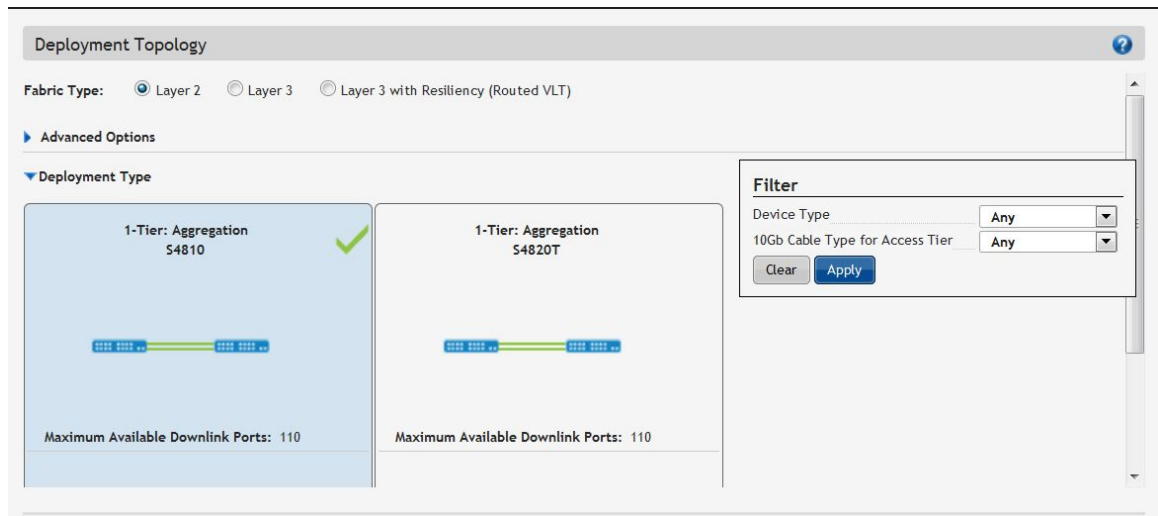 Deployment Topology
?
Fabric Type: Layer 2 Layer 3 Layer 3 with Resiliency (Routed VLT)
Advanced Options
Deployment Type
1-Tier: Aggregation
S4810
Maximum Available Downlink Ports: 110
1-Tier: Aggregation
S4820T
Maximum Available Downlink Ports: 110
Filter
Device Type Any
10Gb Cable Type for Access Tier Any
Clear Apply